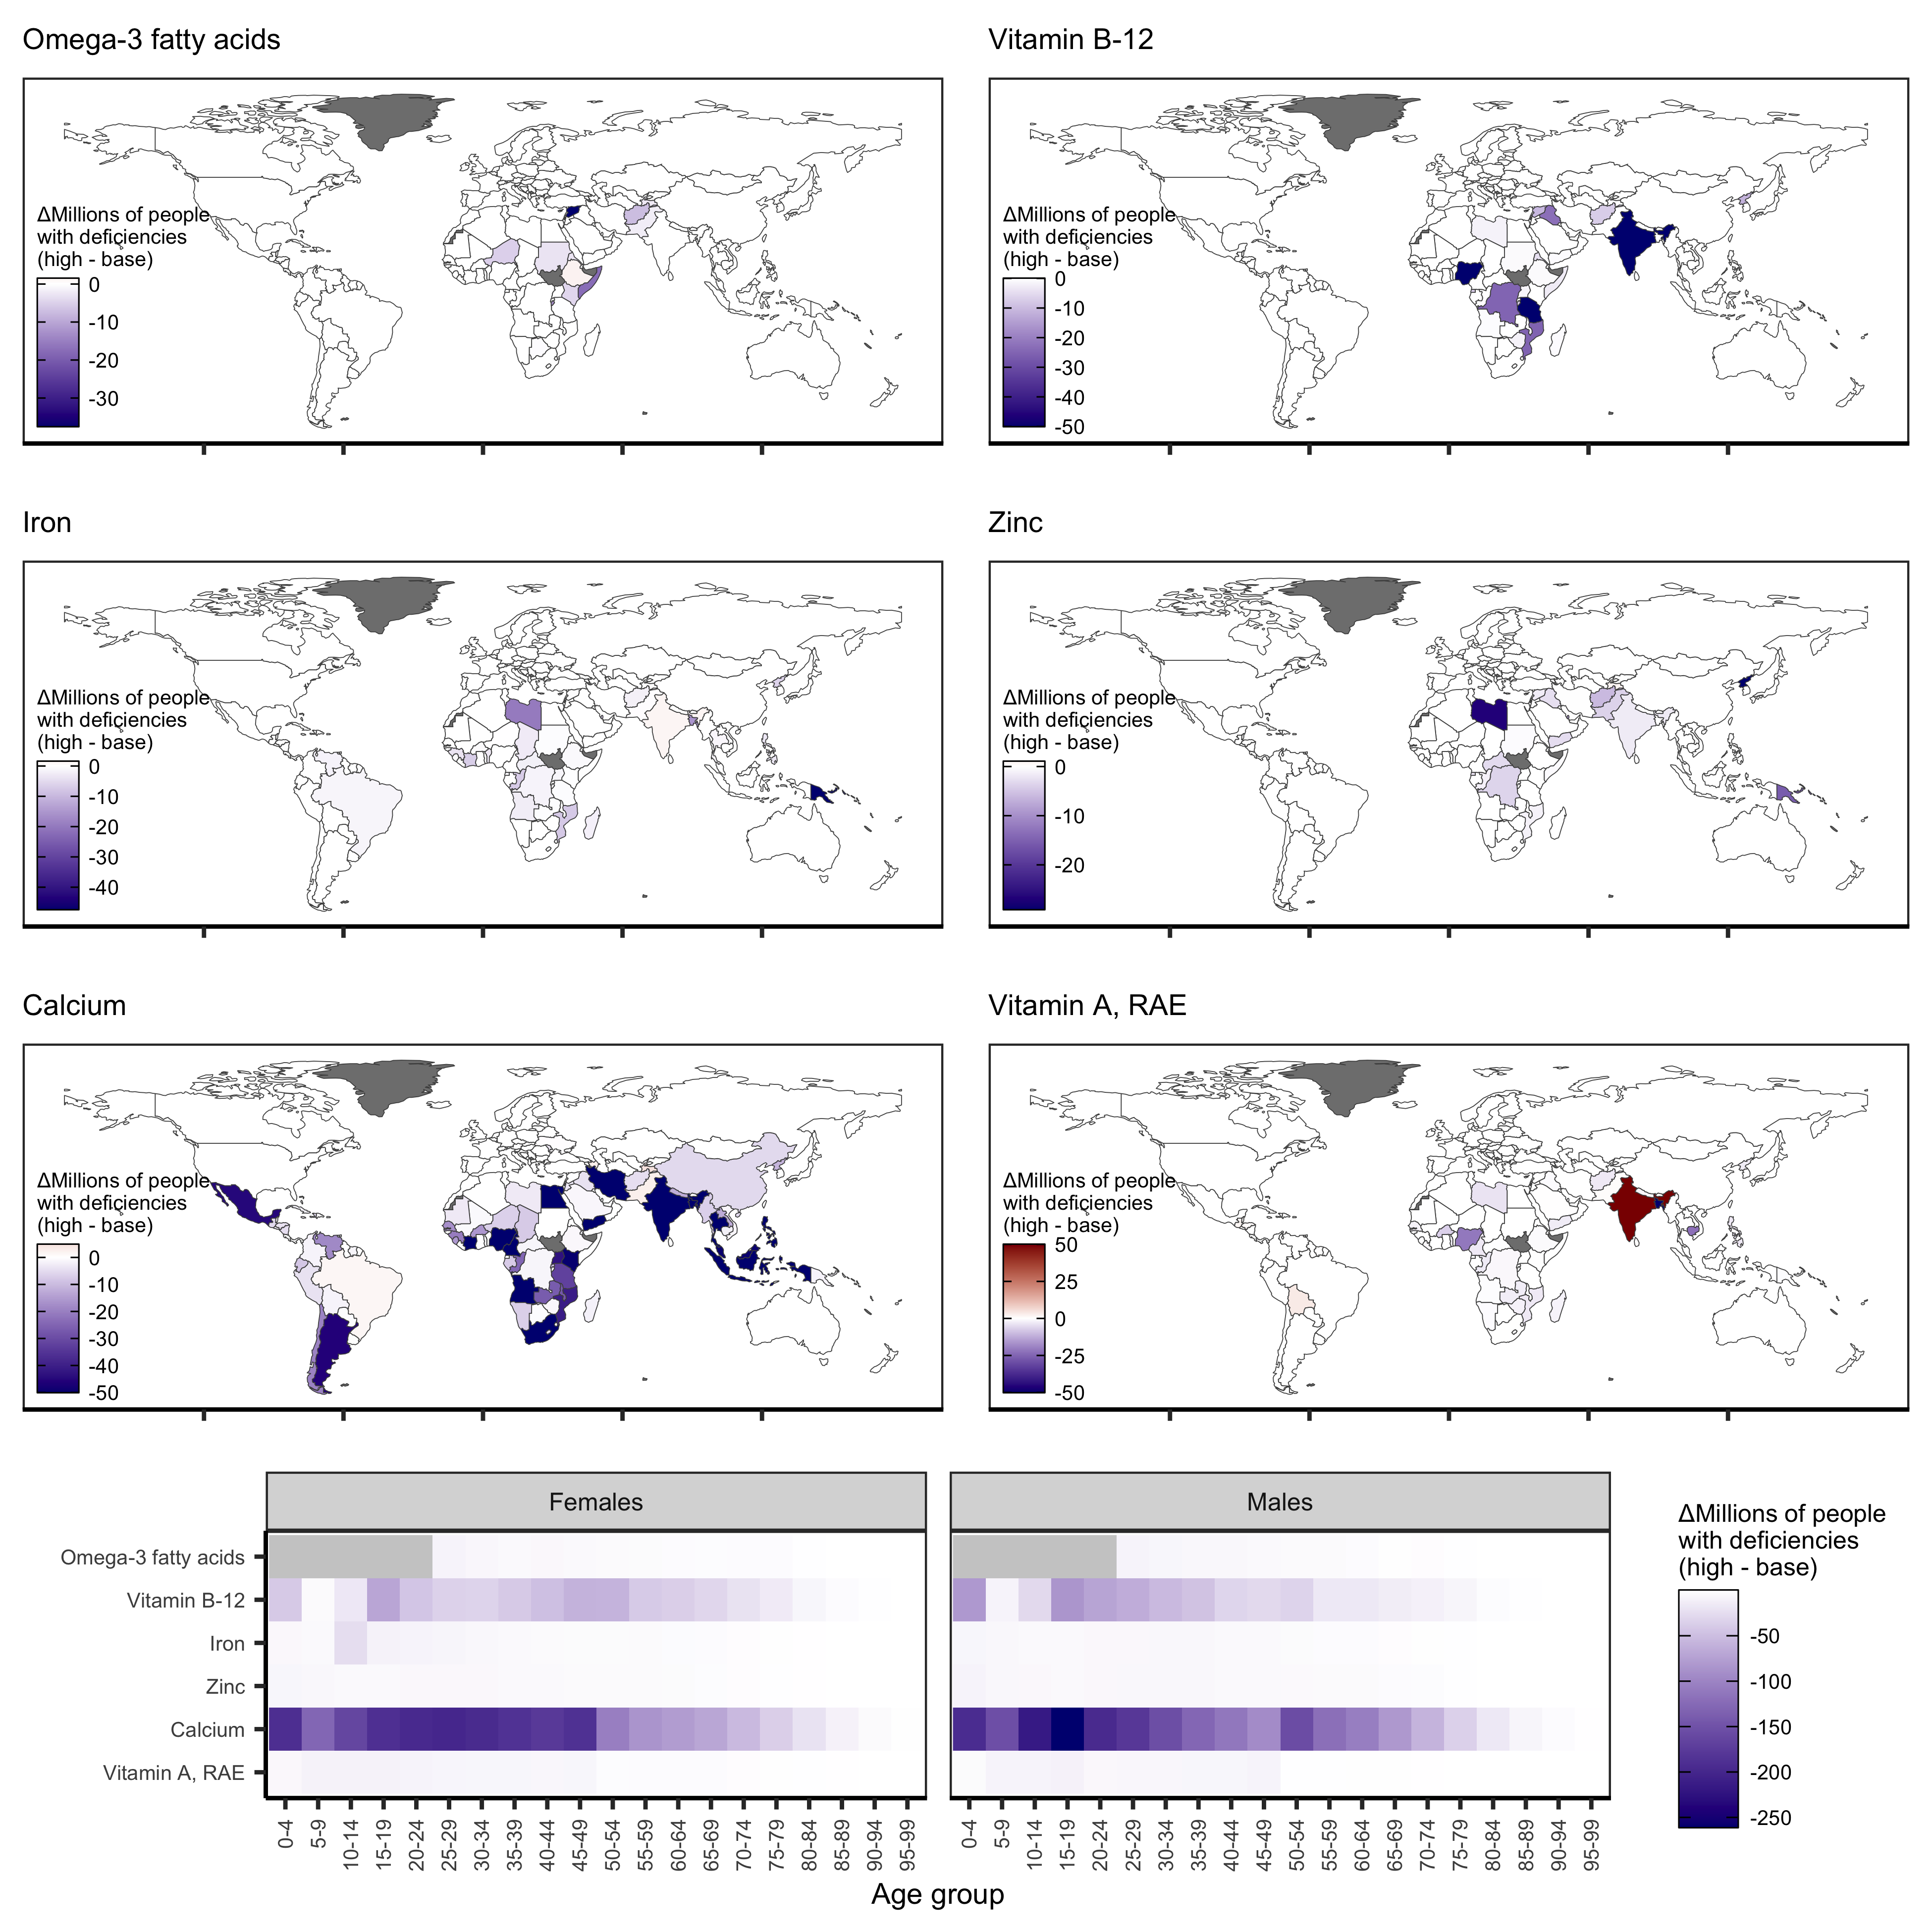 Omega-3 fatty acids
ΔMillions of people
with deficiencies
(high - base)
0
-10
-20
-30
Vitamin B-12
ΔMillions of people
with deficiencies
(high - base)
0
-10
-20
-30
-40
-50
Iron
ΔMillions of people
with deficiencies
(high - base)
0
-10
-20
-30
-40
Zinc
ΔMillions of people
with deficiencies
(high - base)
0
-10
-20
Calcium
ΔMillions of people
with deficiencies
(high - base)
0
-10
-20
-30
-40
-50
Vitamin A, RAE
ΔMillions of people
with deficiencies
(high - base)
50
25
0
-25
-50
Females
Males
Omega-3 fatty acids
Vitamin B-12
Iron
Zinc
Calcium
Vitamin A, RAE
0-4
5-9
10-14
15-19
20-24
25-29
30-34
35-39
40-44
45-49
50-54
55-59
60-64
65-69
70-74
75-79
80-84
85-89
90-94
95-99
0-4
5-9
10-14
15-19
20-24
25-29
30-34
35-39
40-44
45-49
50-54
55-59
60-64
65-69
70-74
75-79
80-84
85-89
90-94
95-99
Age group
ΔMillions of people
with deficiencies
(high - base)
-50
-100
-150
-200
-250